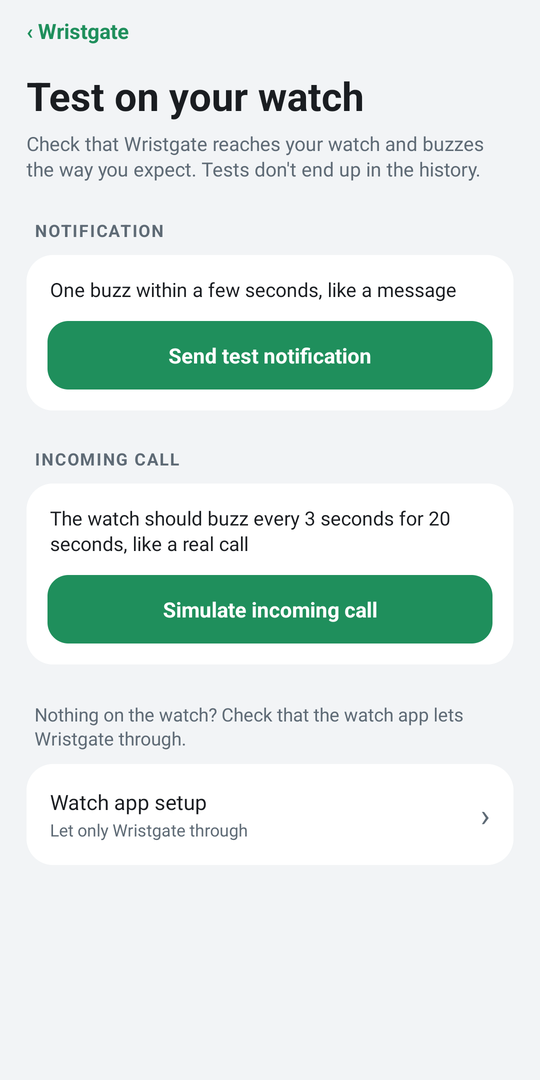 ‹ Wristgate
Test on your watch
Check that Wristgate reaches your watch and buzzes
the way you expect. Tests don't end up in the history.
NOTIFICATION
One buzz within a few seconds, like a message
Send test notification
INCOMING CALL
The watch should buzz every 3 seconds for 20
seconds, like a real call
Simulate incoming call
Nothing on the watch? Check that the watch app lets
Wristgate through.
Watch app setup
Let only Wristgate through
›